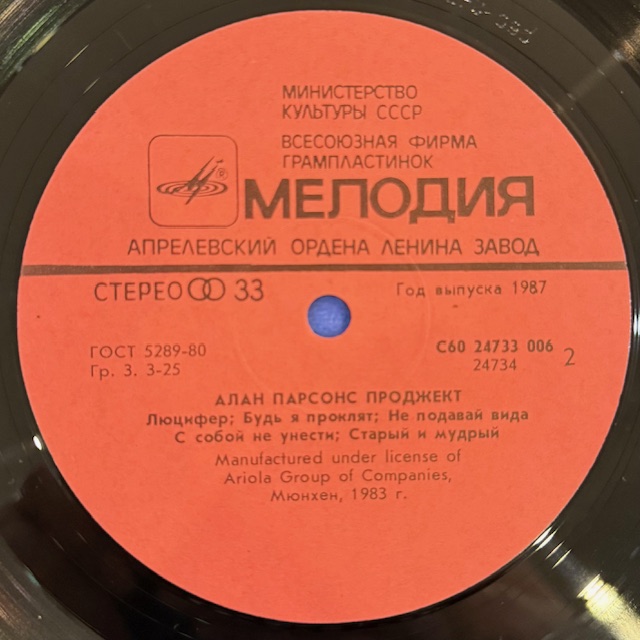 МИНИСТЕРСТВО
КУЛЬТУРЫ СССР
ВСЕСОЮЗНАЯ ФИРМА
ГРАМПЛАСТИНОК
®
МЕЛОДИЯ
АПРЕЛЕВСКИЙ ОРДЕНА ЛЕНИНА ЗАВОД
СТЕРЕО 33
Год выпуска 1987
ГОСТ 5289-80
Гр. 3. 3-25
С60 24733 006
24734
2
АЛАН ПАРСОНС ПРОДЖЕКТ
Люцифер; Будь я проклят; Не подавай вида
С собой не унести; Старый и мудрый
Manufactured under license of
Ariola Group of Companies,
Мюнхен, 1983 г.